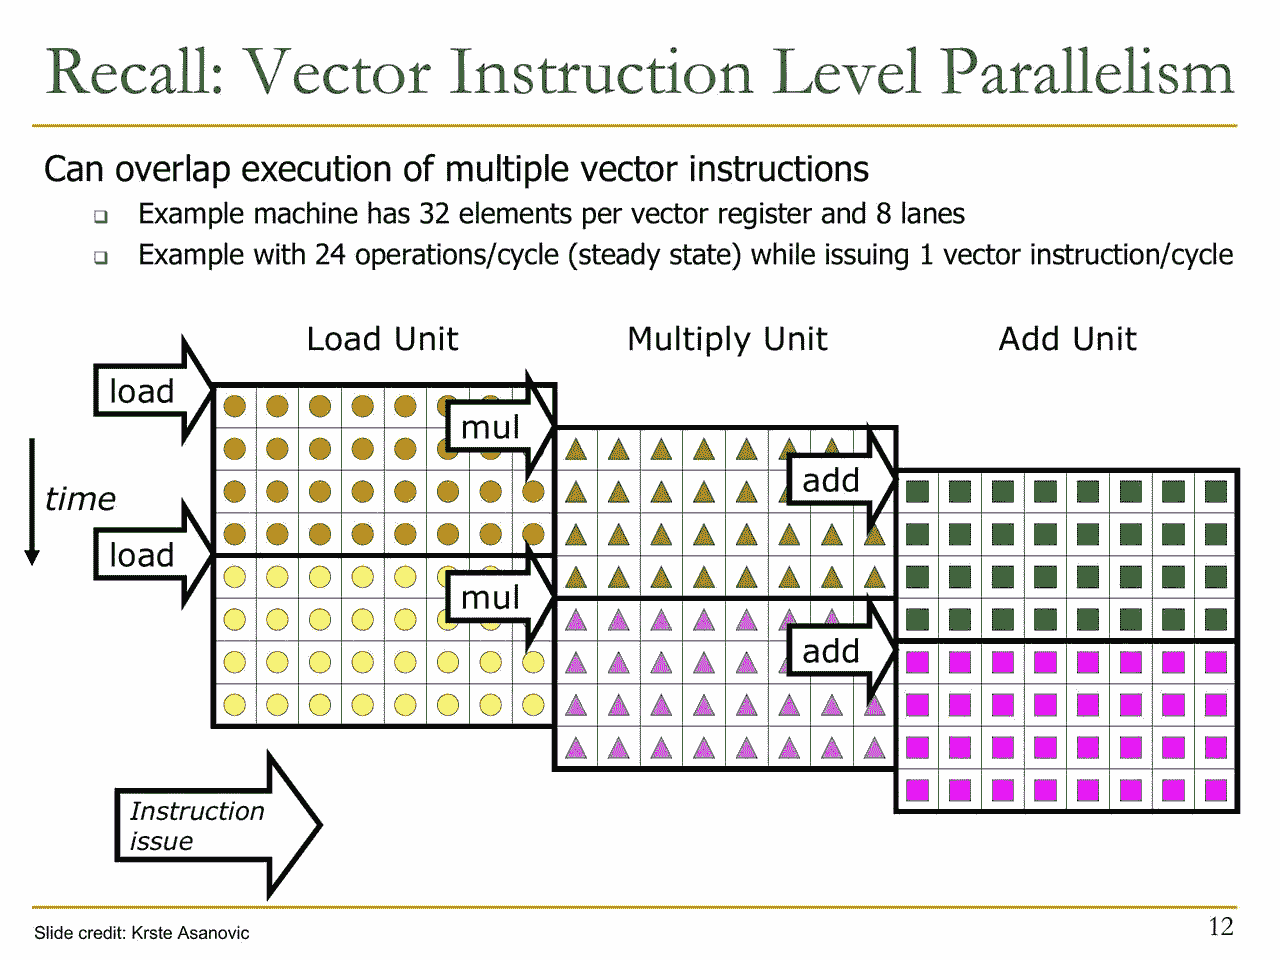 Recall: Vector Instruction Level Parallelism
Can overlap execution of multiple vector instructions
Example machine has 32 elements per vector register and 8 lanes
Example with 24 operations/cycle (steady state) while issuing 1 vector instruction/cycle
Load Unit
Multiply Unit
Add Unit
load
mul
add
time
load
mul
add
Instruction
issue
Slide credit: Krste Asanovic
12